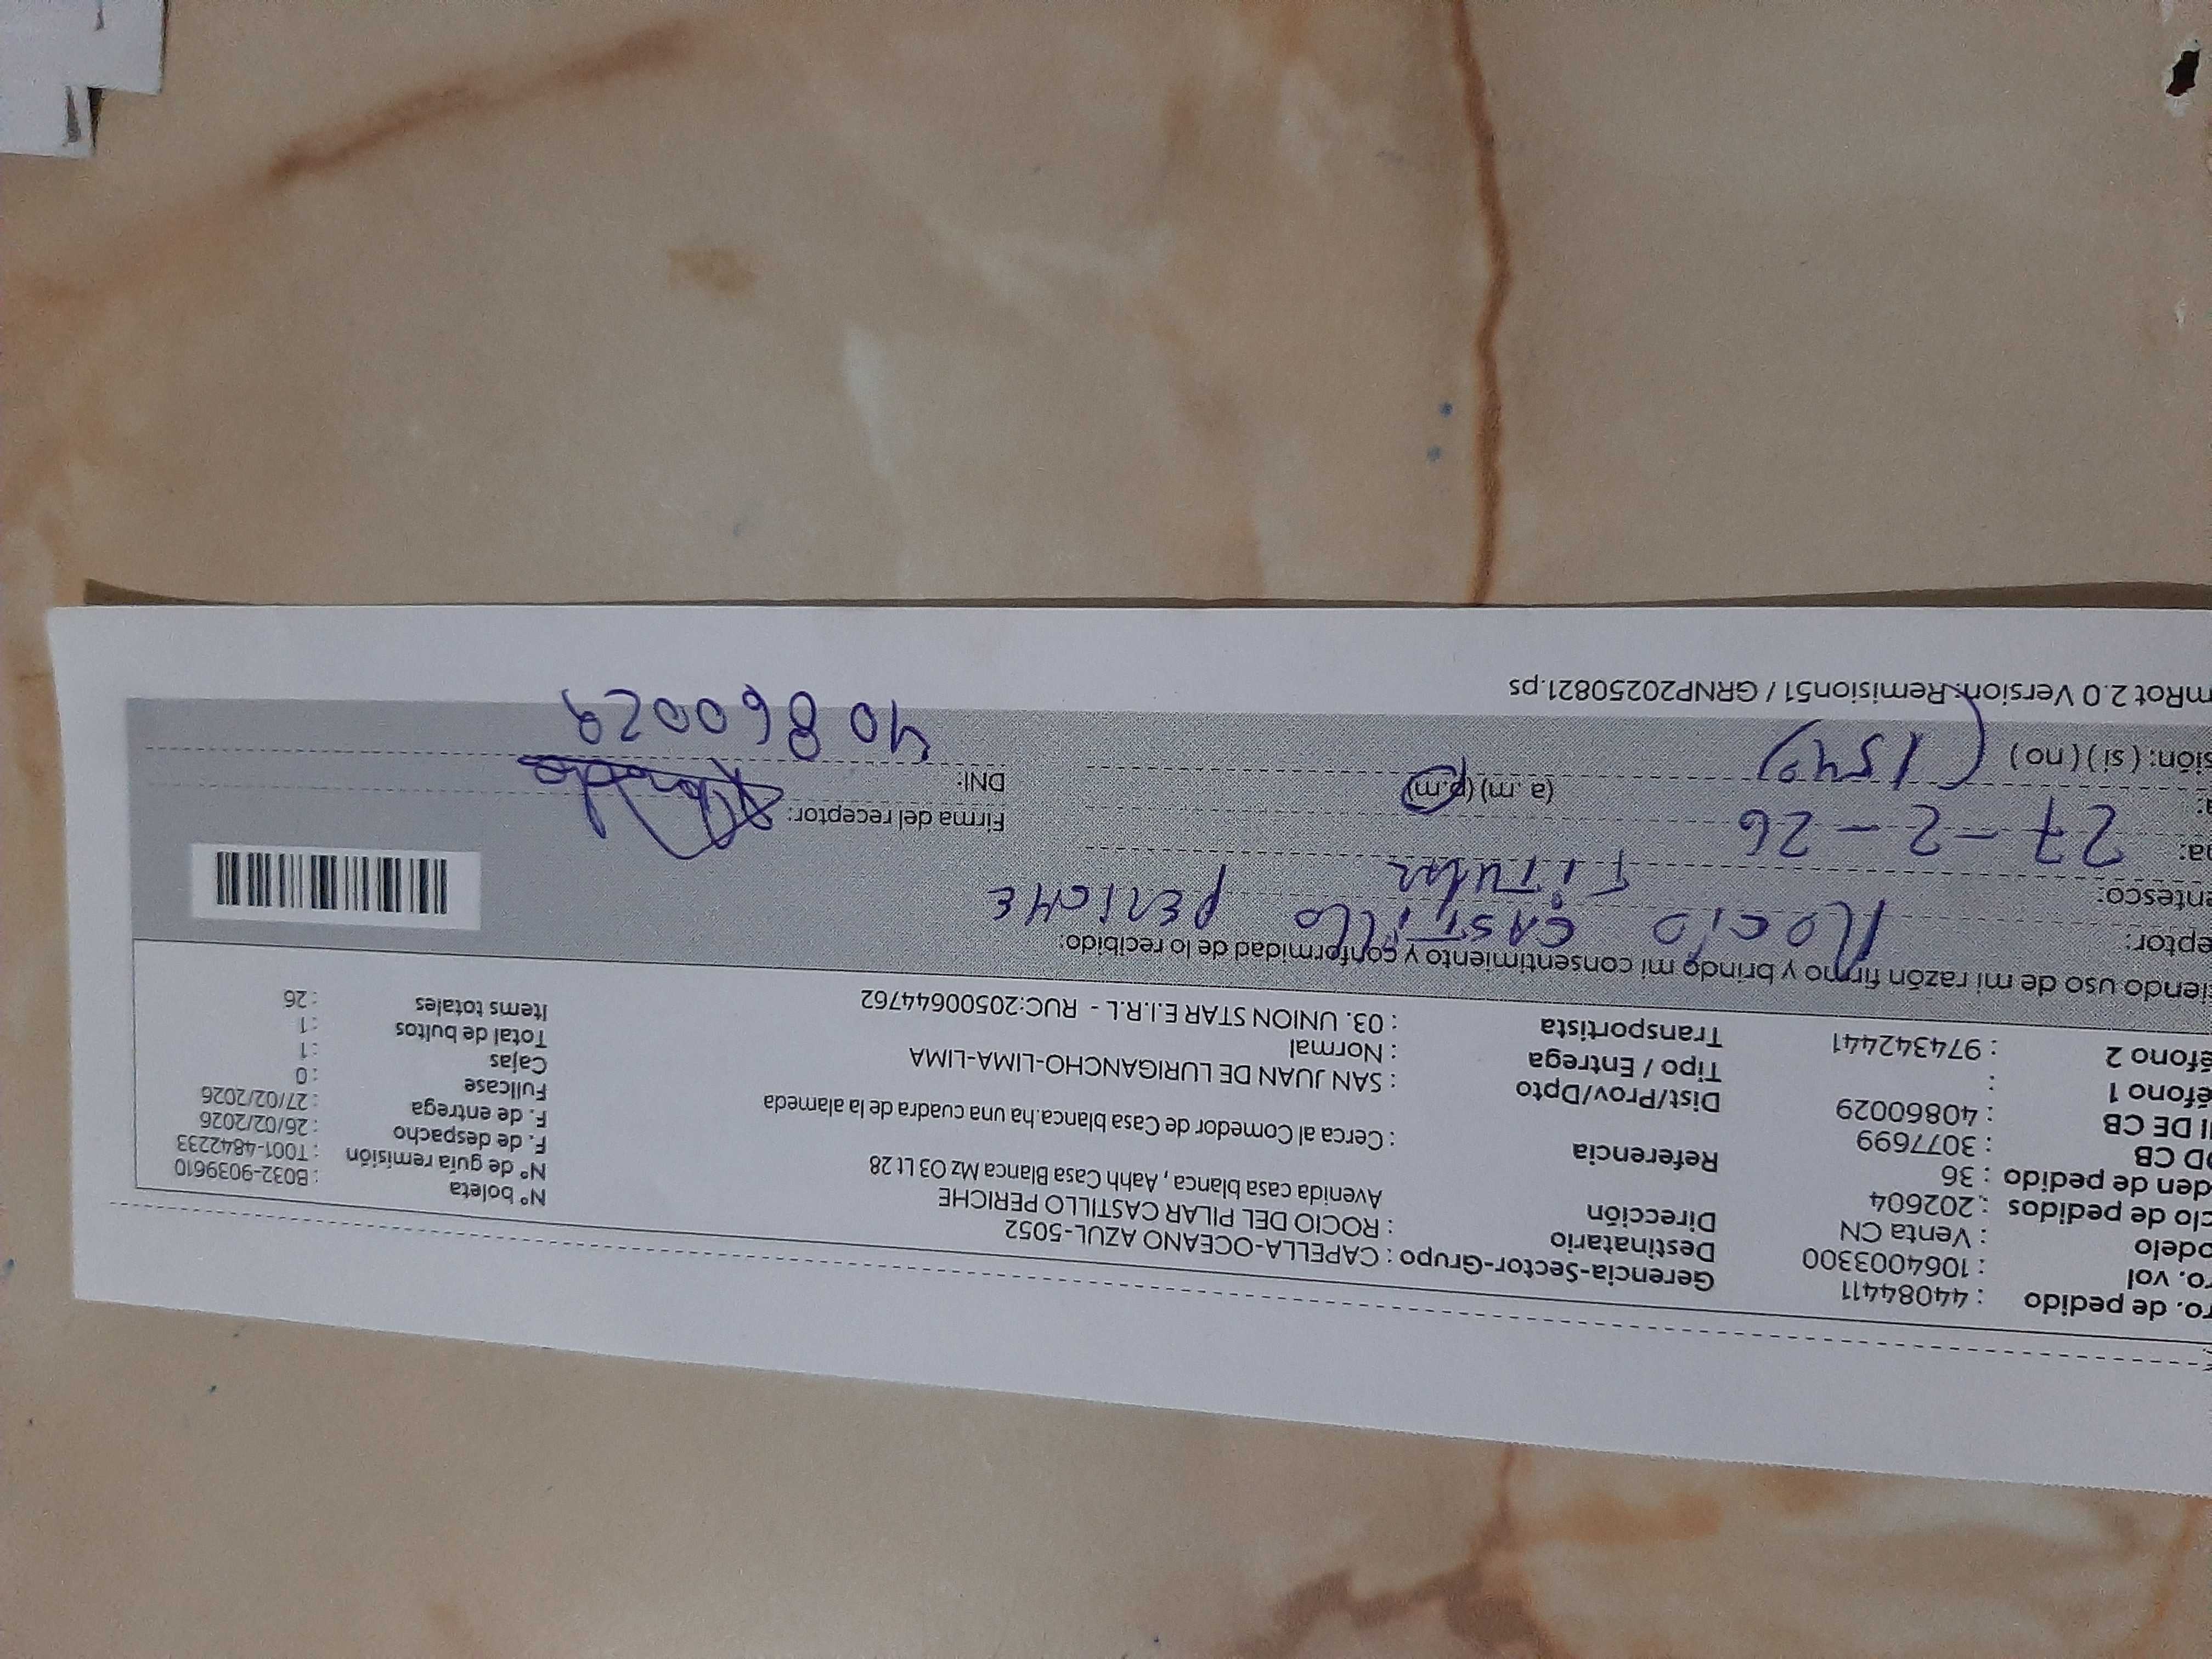 ro. de pedido : 44084411
ro. vol : 1064003300
odelo : Venta CN
clo de pedidos : 202604
den de pedido : 36
OD CB : 3077699
I DE CB : 40860029
éfono 1 :
éfono 2 : 974342441
Gerencia-Sector-Grupo : CAPELLA-OCEANO AZUL-5052
Destinatario : ROCIO DEL PILAR CASTILLO PERICHE
Dirección Avenida casa blanca , Aahh Casa Blanca Mz O3 Lt 28
Referencia : Cerca al Comedor de Casa blanca.ha una cuadra de la alameda
Dist/Prov/Dpto : SAN JUAN DE LURIGANCHO-LIMA-LIMA
Tipo / Entrega : Normal
Transportista : 03. UNION STAR E.I.R.L - RUC:20500644762
N° boleta : B032-9039610
N° de guía remisión : T001-4842233
F. de despacho : 26/02/2026
F. de entrega : 27/02/2026
Fullcase : 0
Cajas : 1
Total de bultos : 1
Items totales : 26
iendo uso de mi razón firmo y brindo mi consentimiento y conformidad de lo recibido:
eptor: ROCIO CASTILLO PERICHE
entesco: TITULAR
a: 27-2-26
a: (a. m) (p.m)
sión: ( si ) ( no )
Firma del receptor:
DNI: 40860029
mRot 2.0 Version:Remision51 / GRNP20250821.ps